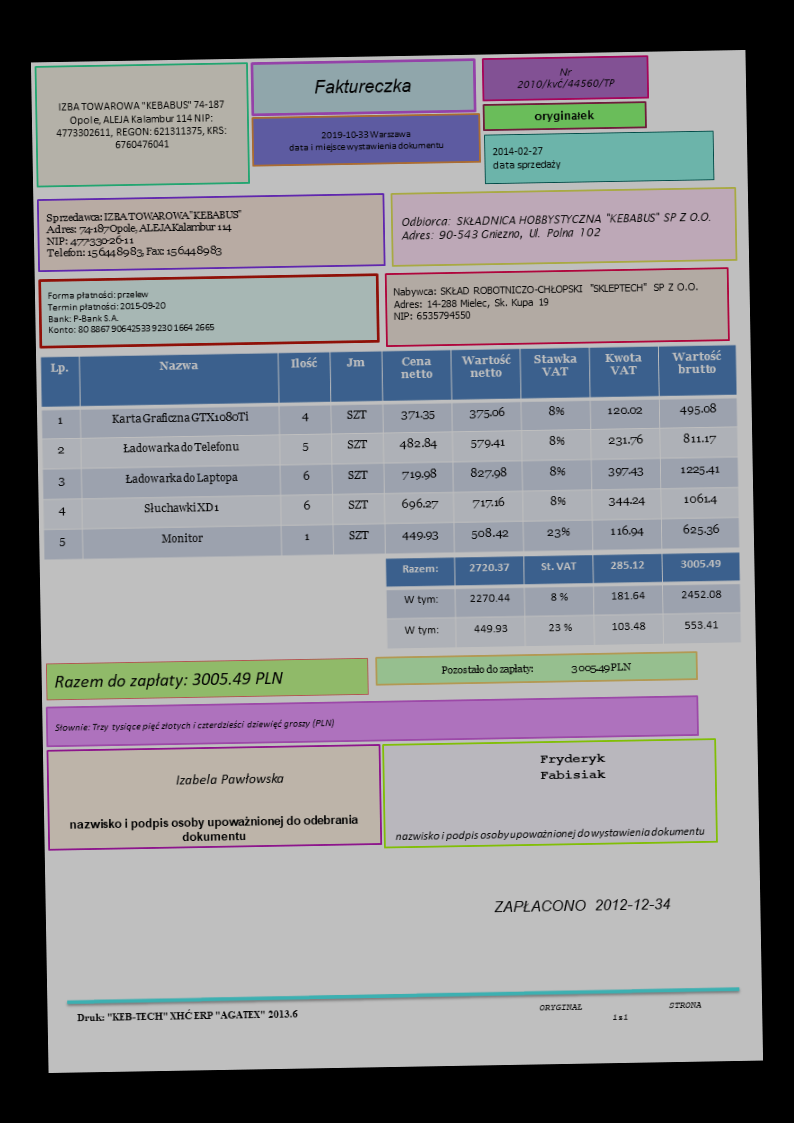 IZBA TOWAROWA "KEBABUS" 74-187
Opole, ALEJA Kalambur 114 NIP:
4773302611, REGON: 621311375, KRS:
6760476041
Faktureczka
2019-10-33 Warszawa
data i miejsce wystawienia dokumentu
Nr
2010/kvć/44560/TP
oryginałek
2014-02-27
data sprzedaży
Sprzedawca: IZBA TOWAROWA "KEBABUS"
Adres: 74-187 Opole, ALEJA Kalambur 114
NIP: 477-330-26-11
Telefon: 156448983, Fax: 156448983
Odbiorca: SKŁADNICA HOBBYSTYCZNA "KEBABUS" SP Z O.O.
Adres: 90-543 Gniezno, Ul. Polna 102
Forma płatności: przelew
Termin płatności: 2015-09-20
Bank: P-Bank S.A.
Konto: 80 8867 9064 2533 9230 1664 2665
Nabywca: SKŁAD ROBOTNICZO-CHŁOPSKI "SKLEPTECH" SP Z O.O.
Adres: 14-288 Mielec, Sk. Kupa 19
NIP: 6535794550
Lp. Nazwa Ilość Jm Cena netto Wartość netto Stawka VAT Kwota VAT Wartość brutto
1 Karta Graficzna GTX1080Ti 4 SZT 371.35 375.06 8% 120.02 495.08
2 Ładowarka do Telefonu 5 SZT 482.84 579.41 8% 231.76 811.17
3 Ładowarka do Laptopa 6 SZT 719.98 827.98 8% 397.43 1225.41
4 Słuchawki XD1 6 SZT 696.27 717.16 8% 344.24 1061.4
5 Monitor 1 SZT 449.93 508.42 23% 116.94 625.36
Razem: 2720.37 St. VAT 285.12 3005.49
W tym: 2270.44 8 % 181.64 2452.08
W tym: 449.93 23 % 103.48 553.41
Razem do zapłaty: 3005.49 PLN
Pozostało do zapłaty: 3005.49 PLN
Słownie: Trzy tysiące pięć złotych i czterdzieści dziewięć groszy (PLN)
Izabela Pawłowska
nazwisko i podpis osoby upoważnionej do odebrania
dokumentu
Fryderyk
Fabisiak
nazwisko i podpis osoby upoważnionej do wystawienia dokumentu
ZAPŁACONO 2012-12-34
Druk: "KEB-TECH" XHĆ ERP "AGATEX" 2013.6
ORYGINAŁ
STRONA
1z1